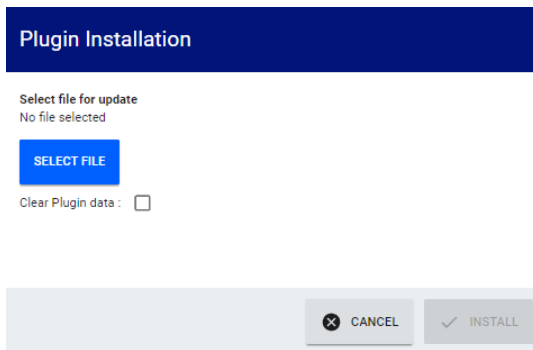 Plugin Installation
Select file for update
No file selected
SELECT FILE
Clear Plugin data :
CANCEL
INSTALL